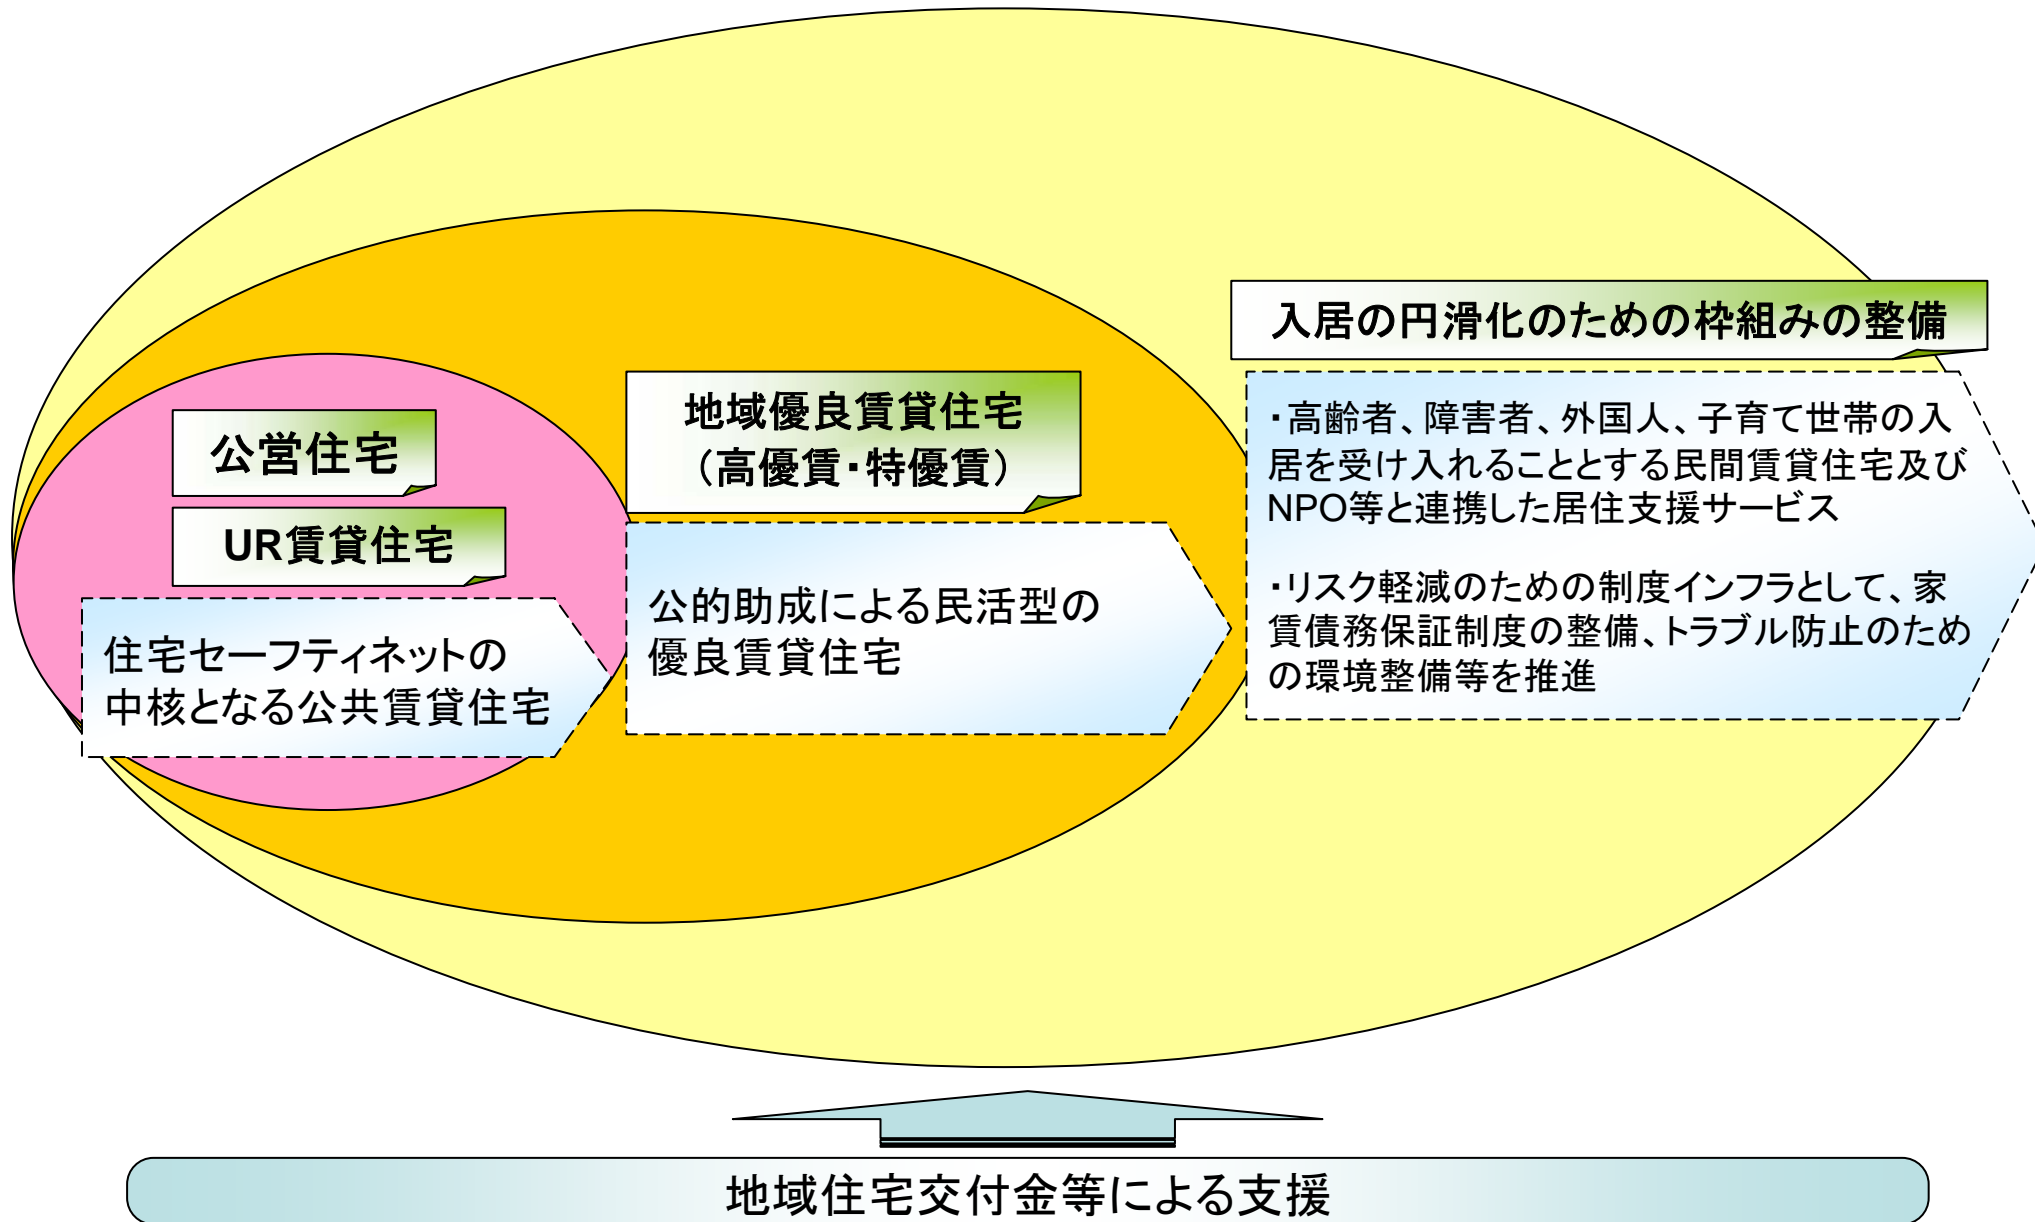 公営住宅
UR賃貸住宅
住宅セーフティネットの
中核となる公共賃貸住宅
地域優良賃貸住宅
（高優賃・特優賃）
公的助成による民活型の
優良賃貸住宅
入居の円滑化のための枠組みの整備
・高齢者、障害者、外国人、子育て世帯の入
居を受け入れることとする民間賃貸住宅及び
NPO等と連携した居住支援サービス
・リスク軽減のための制度インフラとして、家
賃債務保証制度の整備、トラブル防止のため
の環境整備等を推進
地域住宅交付金等による支援